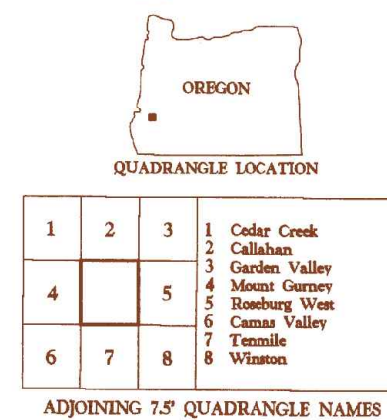 OREGON
QUADRANGLE LOCATION
1 2 3
4 5
6 7 8
1 Cedar Creek
2 Callahan
3 Garden Valley
4 Mount Gurney
5 Roseburg West
6 Camas Valley
7 Tenmile
8 Winston
ADJOINING 7.5' QUADRANGLE NAMES